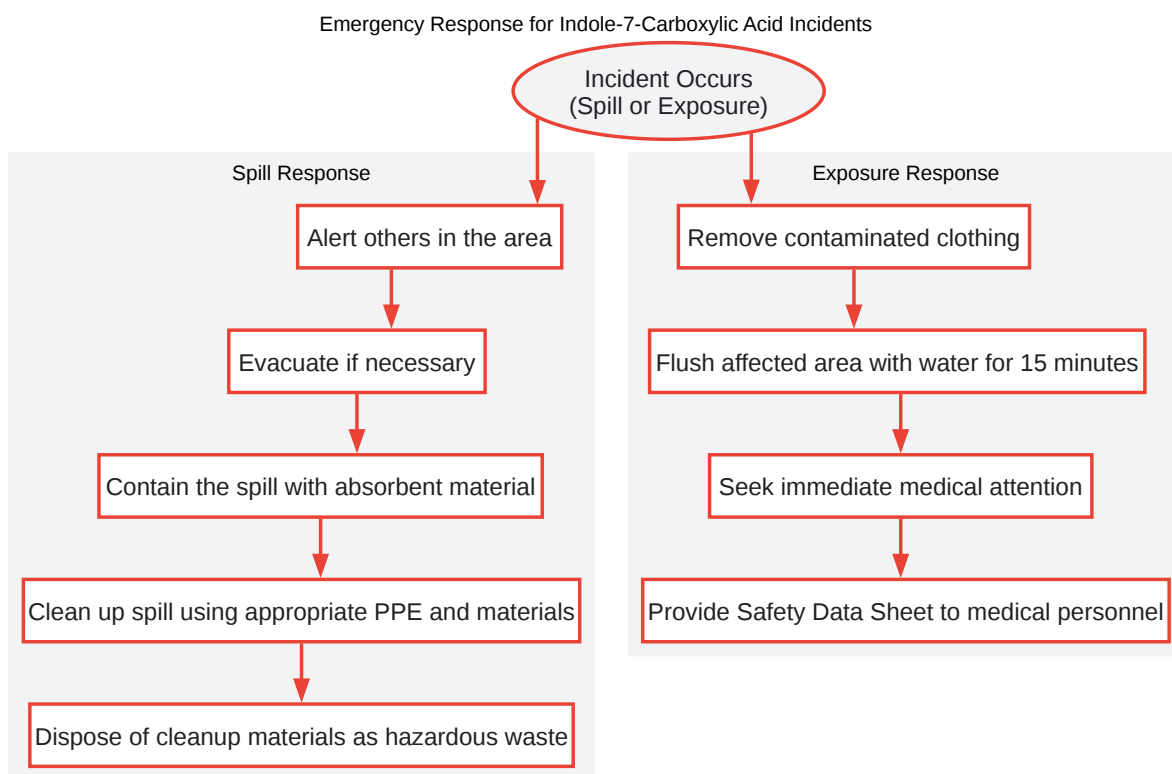 Emergency Response for Indole-7-Carboxylic Acid Incidents
Incident Occurs
(Spill or Exposure)
Spill Response
Alert others in the area
Evacuate if necessary
Contain the spill with absorbent material
Clean up spill using appropriate PPE and materials
Dispose of cleanup materials as hazardous waste
Exposure Response
Remove contaminated clothing
Flush affected area with water for 15 minutes
Seek immediate medical attention
Provide Safety Data Sheet to medical personnel